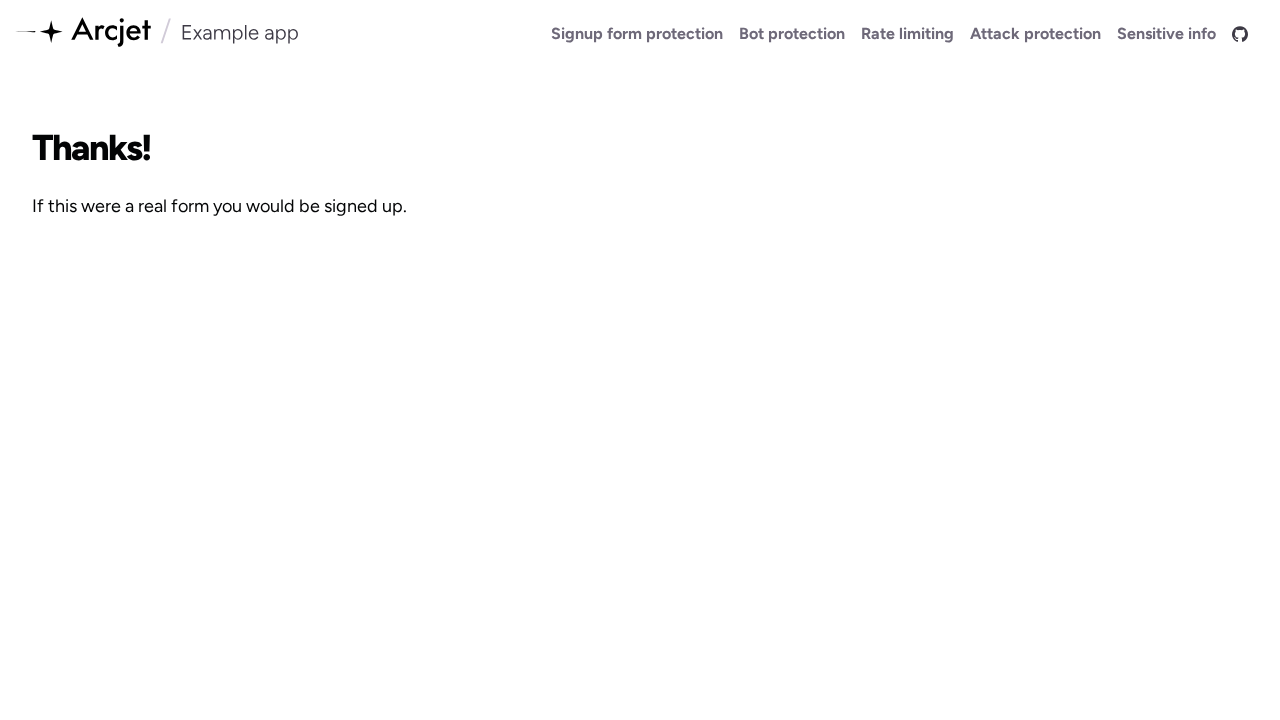 Arcjet / Example app
Signup form protection Bot protection Rate limiting Attack protection Sensitive info
Thanks!
If this were a real form you would be signed up.